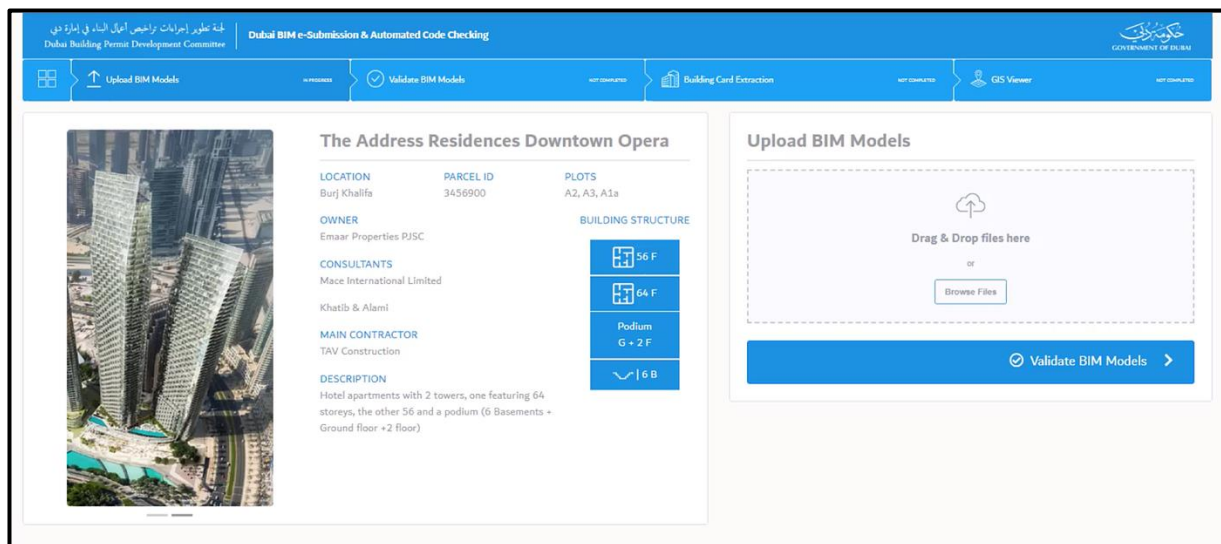 لجنة تطوير إجراءات تراخيص أعمال البناء في إمارة دبي
Dubai Building Permit Development Committee
Dubai BIM e-Submission & Automated Code Checking
حكومة دبي
GOVERNMENT OF DUBAI
Upload BIM Models
IN PROGRESS
Validate BIM Models
NOT COMPLETED
Building Card Extraction
NOT COMPLETED
GIS Viewer
NOT COMPLETED
The Address Residences Downtown Opera
LOCATION
Burj Khalifa
PARCEL ID
3456900
PLOTS
A2, A3, A1a
OWNER
Emaar Properties PJSC
CONSULTANTS
Mace International Limited
Khatib & Alami
MAIN CONTRACTOR
TAV Construction
DESCRIPTION
Hotel apartments with 2 towers, one featuring 64
storeys, the other 56 and a podium (6 Basements +
Ground floor +2 floor)
BUILDING STRUCTURE
56 F
64 F
Podium
G + 2 F
6 B
Upload BIM Models
Drag & Drop files here
or
Browse Files
Validate BIM Models